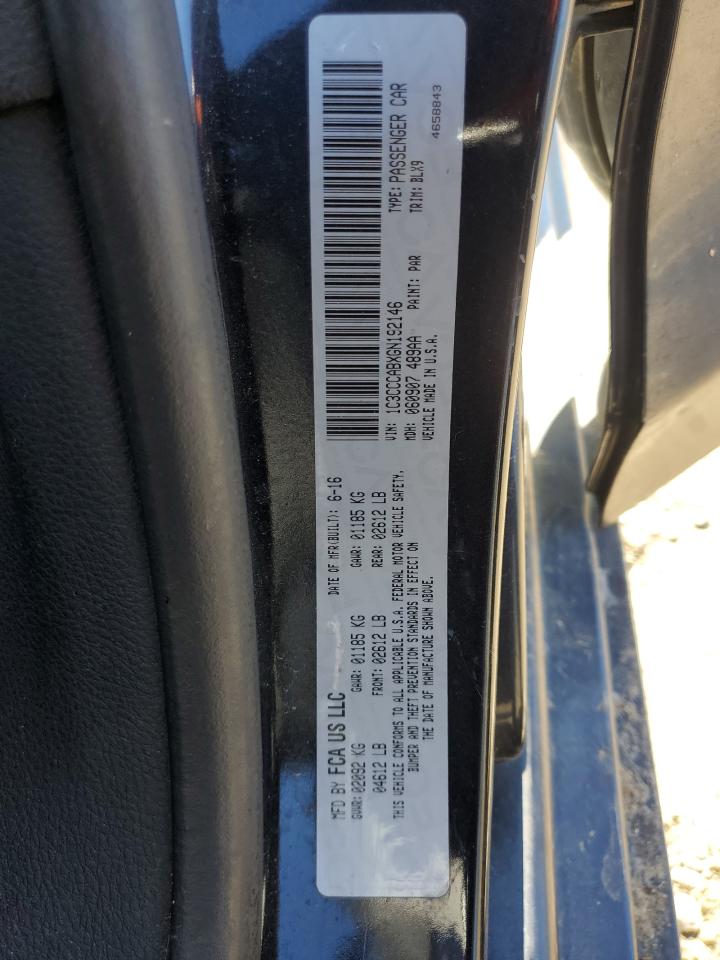 MFD BY FCA US LLC
DATE OF MFR(BUILT): 6-16
GVWR: 02092 KG GAWR: 01185 KG GAWR: 01185 KG
04612 LB FRONT: 02612 LB REAR: 02612 LB
THIS VEHICLE CONFORMS TO ALL APPLICABLE U.S.A. FEDERAL MOTOR VEHICLE SAFETY,
BUMPER AND THEFT PREVENTION STANDARDS IN EFFECT ON
THE DATE OF MANUFACTURE SHOWN ABOVE.
VIN: 1C3CCCABXGN192146 TYPE: PASSENGER CAR
MDH: 060907 489AA PAINT: PAR TRIM: BLX9
VEHICLE MADE IN U.S.A. 4658843